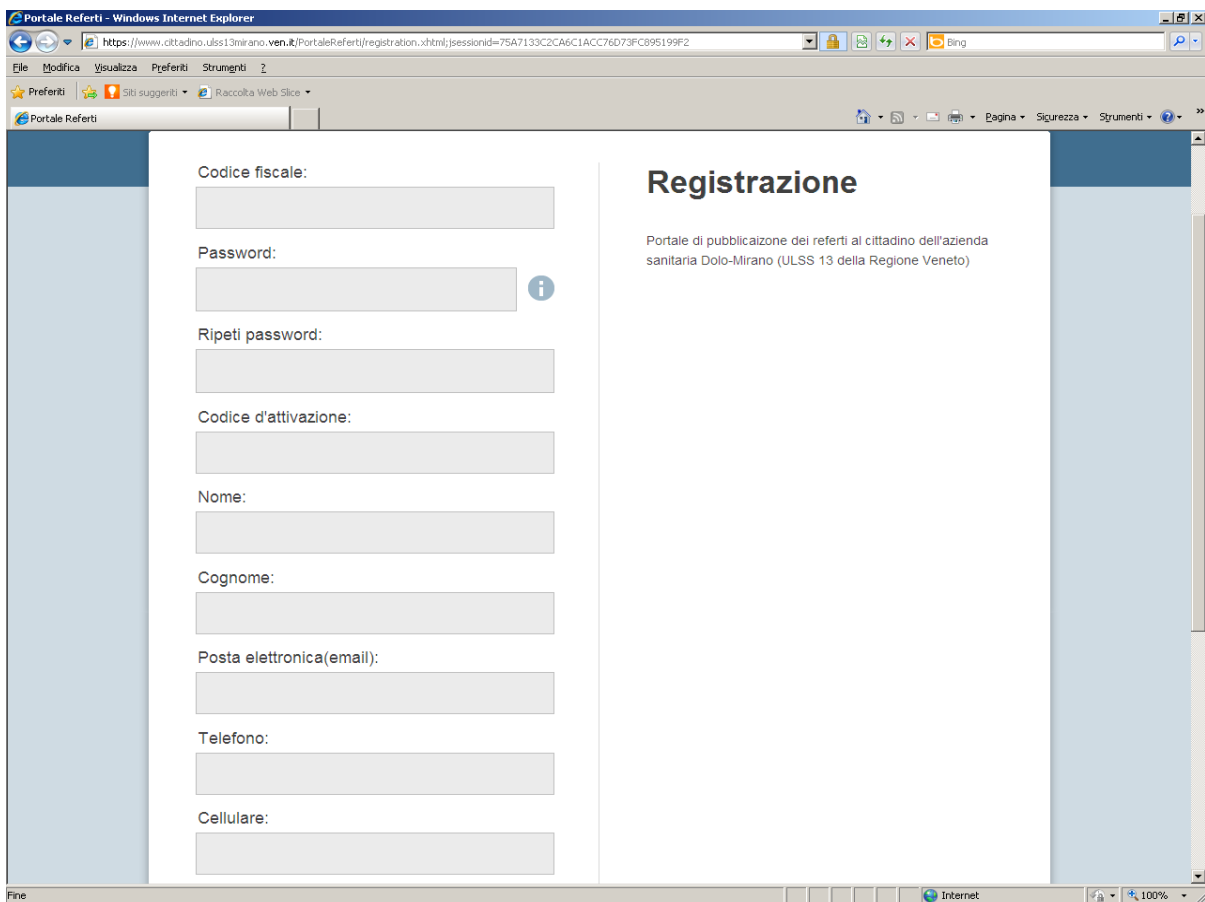 Portale Referti - Windows Internet Explorer
https://www.cittadino.ulss13mirano.ven.it/PortaleReferti/registration.xhtml;jsessionid=75A7133C2CA6C1ACC76D73FC895199F2
Bing
File Modifica Visualizza Preferiti Strumenti ?
Preferiti Siti suggeriti Raccolta Web Slice
Portale Referti
Pagina Sicurezza Strumenti
Codice fiscale:
Password:
Ripeti password:
Codice d'attivazione:
Nome:
Cognome:
Posta elettronica(email):
Telefono:
Cellulare:
Registrazione
Portale di pubblicaizone dei referti al cittadino dell'azienda
sanitaria Dolo-Mirano (ULSS 13 della Regione Veneto)
Fine
Internet
100%